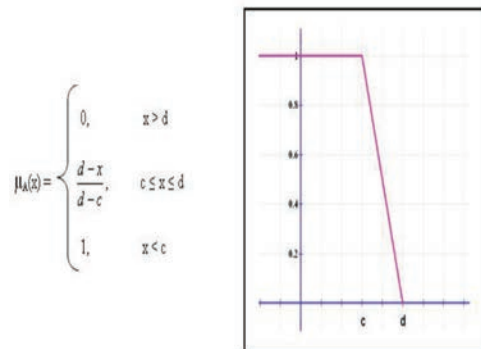 0, x > d
μA(x) = d − x / d − c, c ≤ x ≤ d
1, x < c
1
0.8
0.6
0.4
0.2
c d